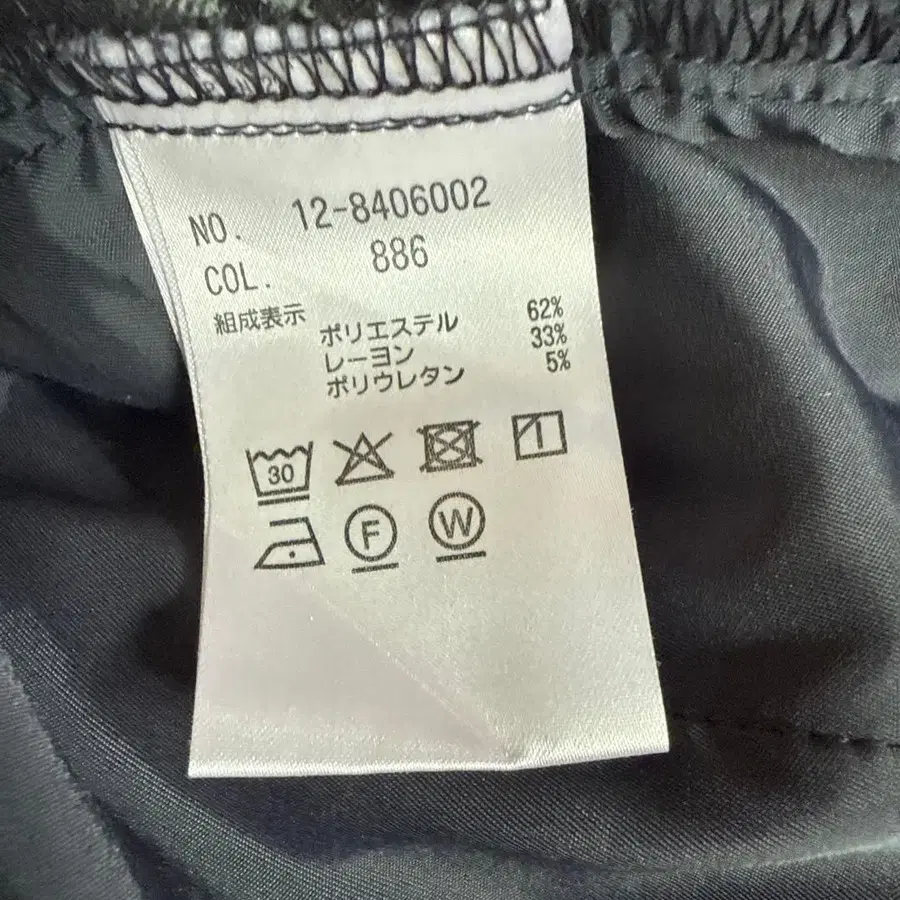 NO. 12-8406002
COL. 886
組成表示
ポリエステル 62%
レーヨン 33%
ポリウレタン 5%
30
F W